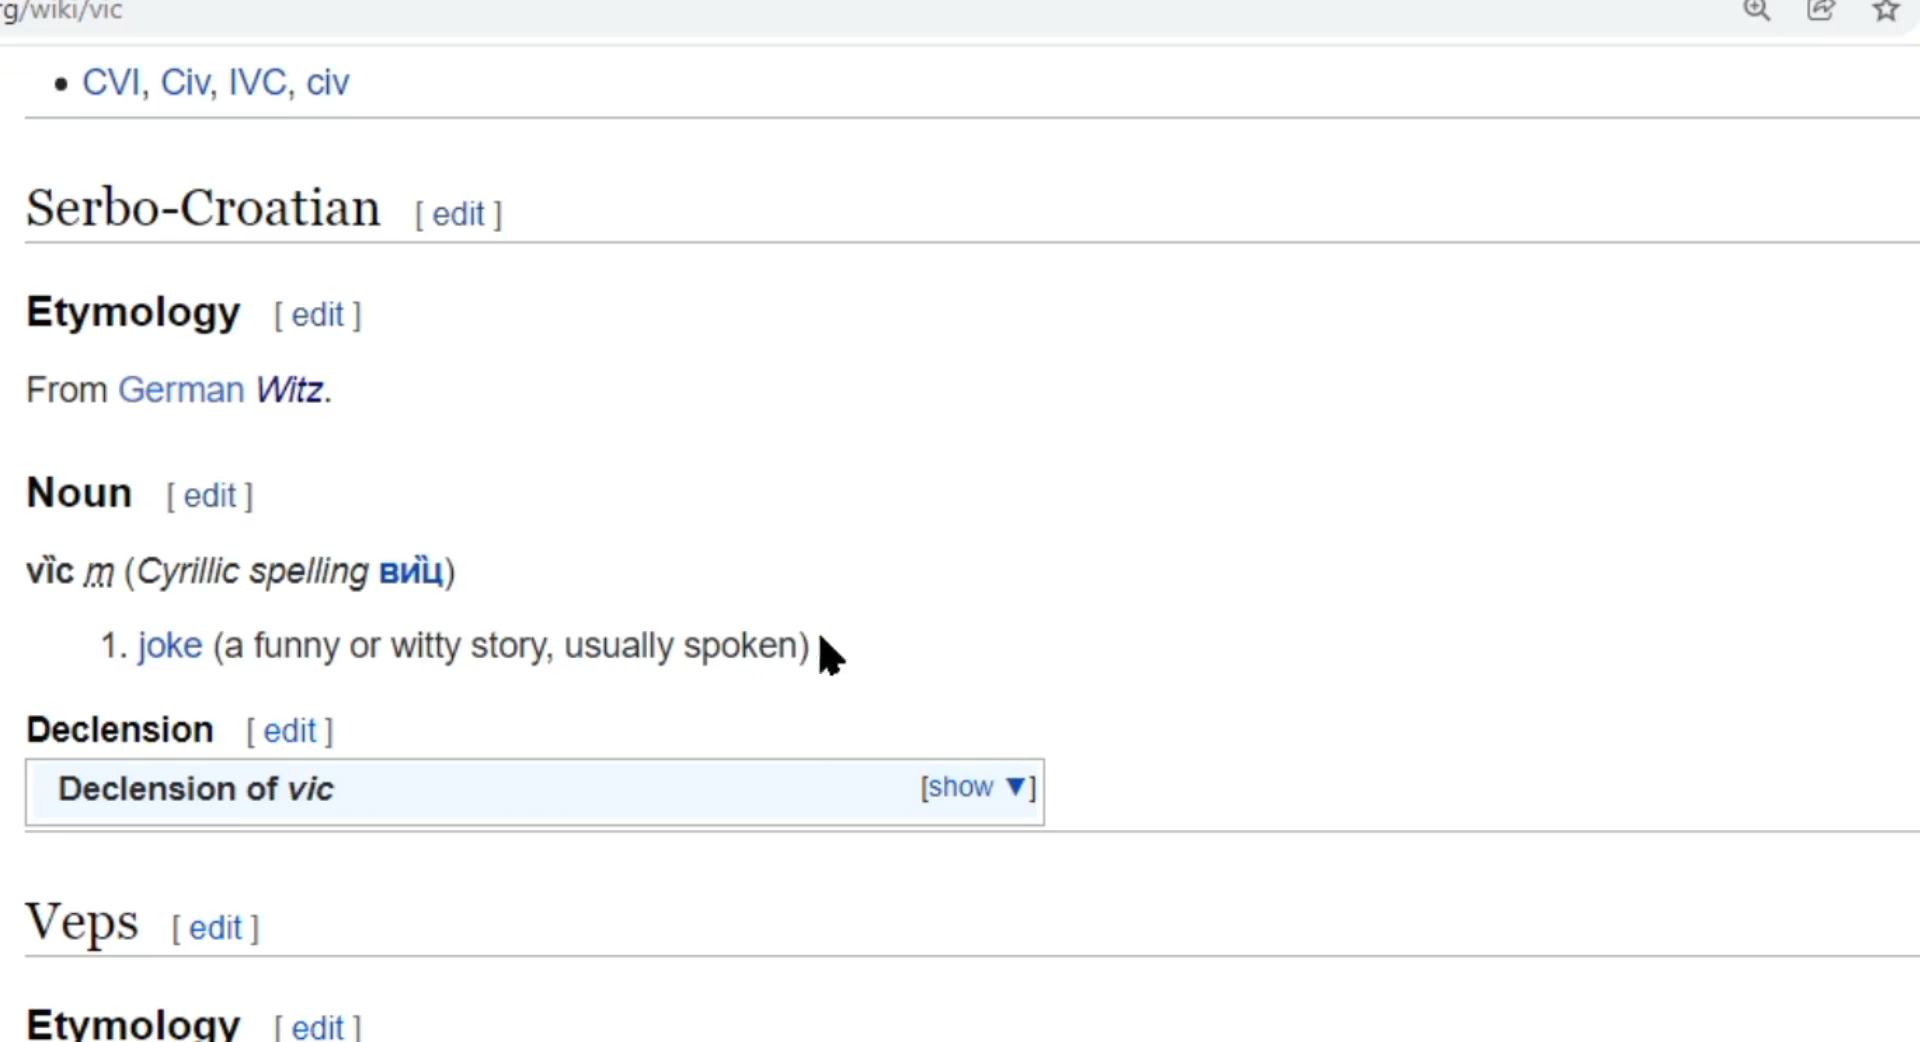 rg/wiki/vic
• CVI, Civ, IVC, civ
Serbo-Croatian [ edit ]
Etymology [ edit ]
From German Witz.
Noun [ edit ]
vȉc m (Cyrillic spelling ви̏ц)
1. joke (a funny or witty story, usually spoken)
Declension [ edit ]
Declension of vic [show ▼]
Veps [ edit ]
Etymology [ edit ]